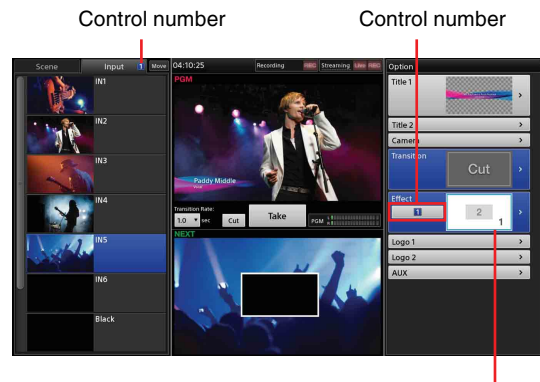 Control number
Control number
Scene
Input
1
Move
04:10:25
Recording
REC
Streaming
Live
REC
Option
IN1
IN2
IN3
IN4
IN5
IN6
Black
PGM
Paddy Middle
Transition Rate:
1.0
sec
Cut
Take
PGM
NEXT
Title 1
Title 2
Camera
Transition
Cut
Effect
1
2
1
Logo 1
Logo 2
AUX